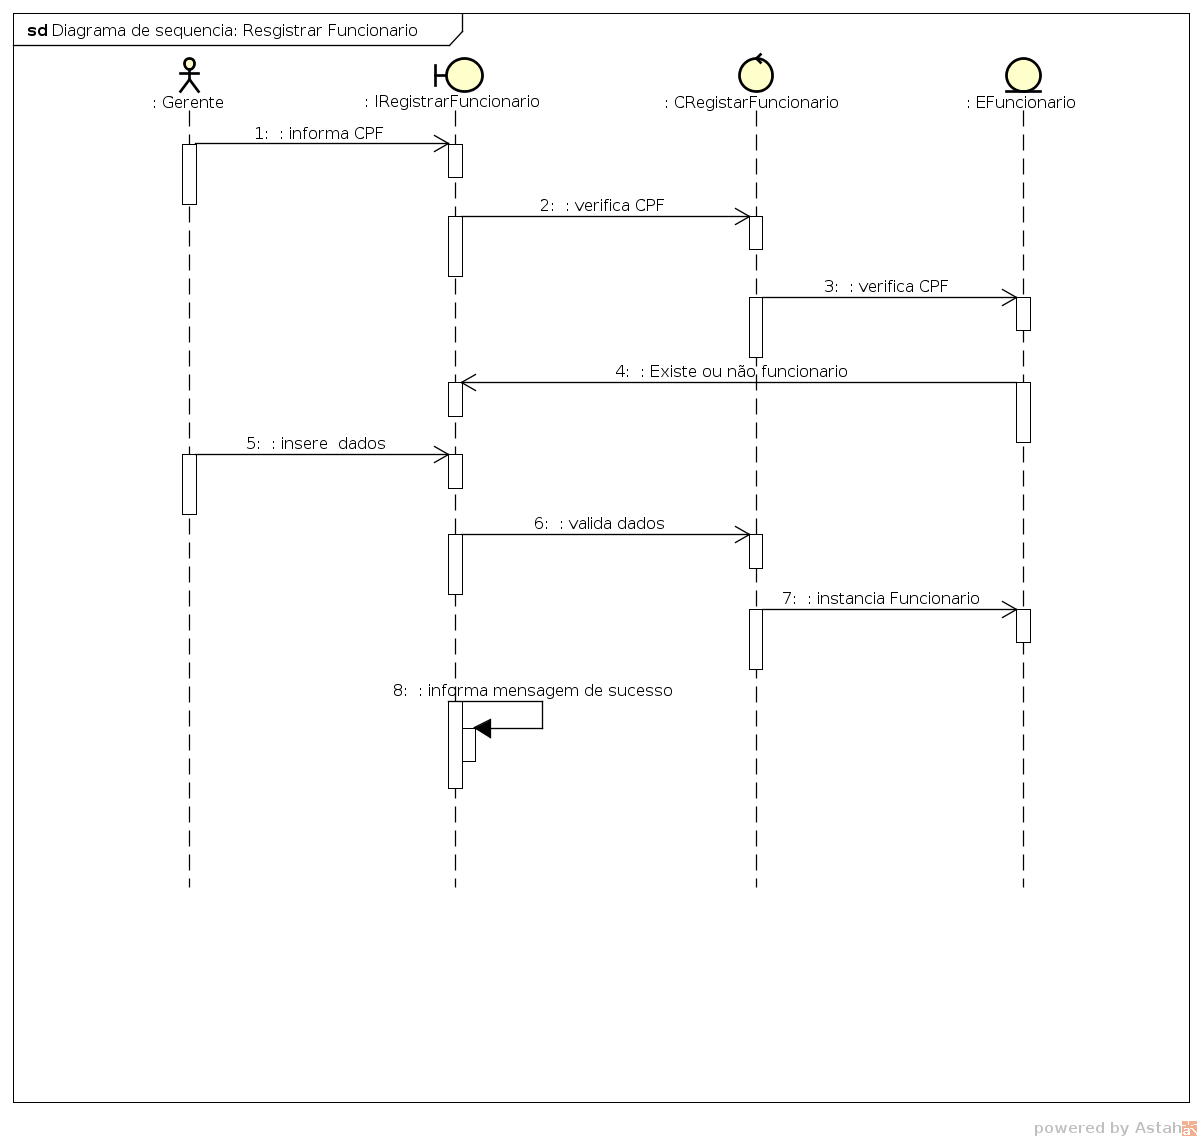 sd Diagrama de sequencia: Resgistrar Funcionario
: Gerente
: IRegistrarFuncionario
: CRegistarFuncionario
: EFuncionario
1:  : informa CPF
2:  : verifica CPF
3:  : verifica CPF
4:  : Existe ou não funcionario
5:  : insere  dados
6:  : valida dados
7:  : instancia Funcionario
8:  : informa mensagem de sucesso
powered by Astah